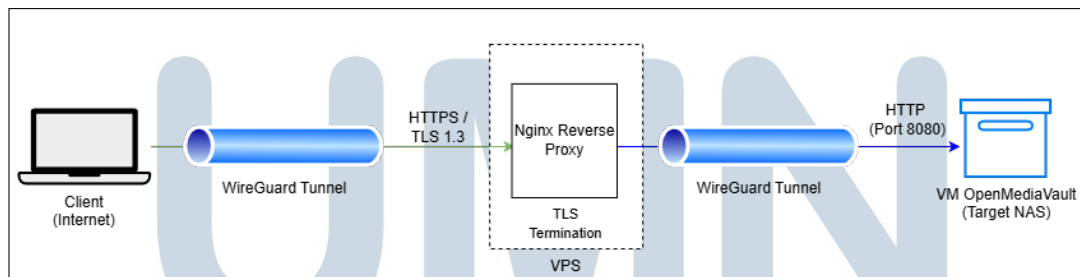 UMN
HTTPS /
TLS 1.3
Nginx Reverse
Proxy
HTTP
(Port 8080)
WireGuard Tunnel
WireGuard Tunnel
Client
(Internet)
TLS
Termination
VPS
VM OpenMediaVault
(Target NAS)